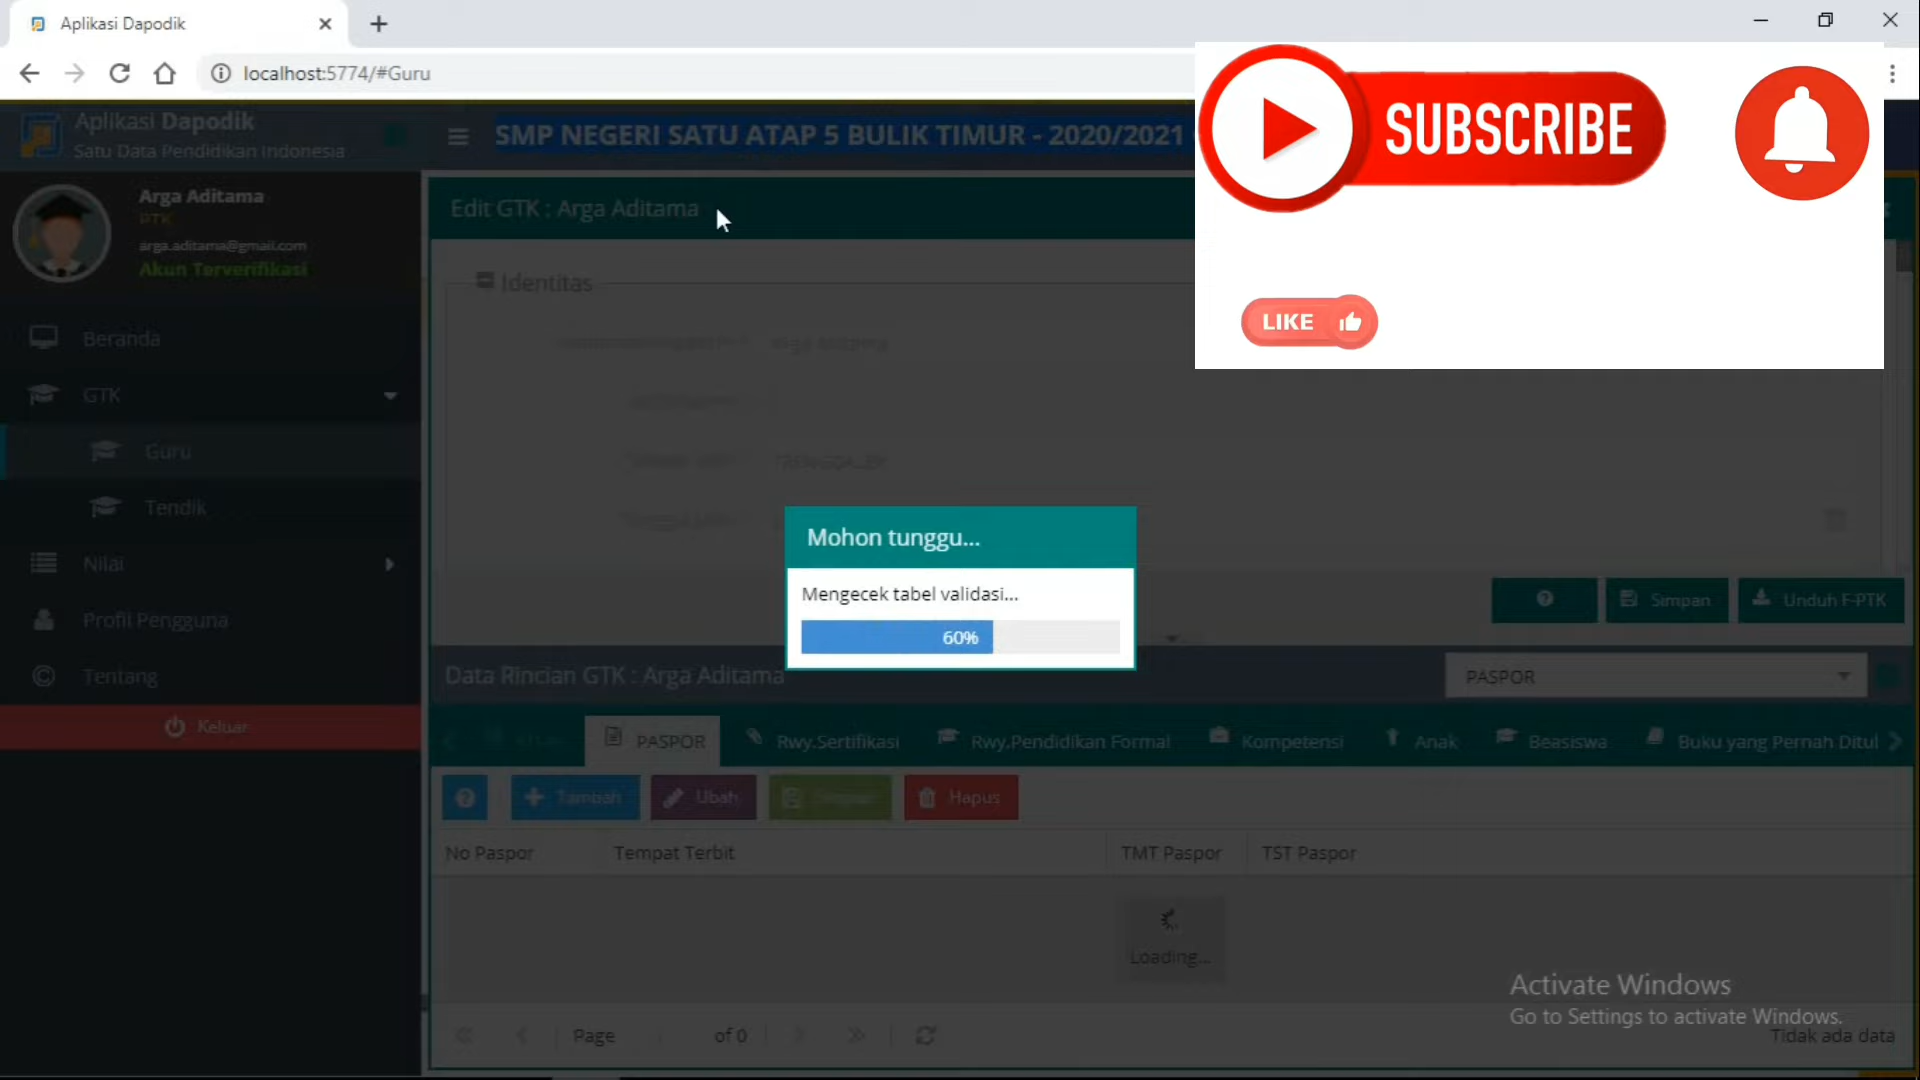 Aplikasi Dapodik
localhost:5774/#Guru
Aplikasi Dapodik
Satu Data Pendidikan Indonesia
SMP NEGERI SATU ATAP 5 BULIK TIMUR - 2020/2021
SUBSCRIBE
LIKE
Arga Aditama
PTK
arga.aditama@gmail.com
Akun Terverifikasi
Beranda
GTK
Guru
Tendik
Nilai
Profil Pengguna
Tentang
Keluar
Edit GTK : Arga Aditama
Identitas
Mohon tunggu...
Mengecek tabel validasi...
60%
Simpan
Unduh F-PTK
Data Rincian GTK : Arga Aditama
PASPOR
PASPOR
Rwy.Sertifikasi
Rwy.Pendidikan Formal
Kompetensi
Anak
Beasiswa
Buku yang Pernah Ditul
Tambah
Ubah
Hapus
No Paspor
Tempat Terbit
TMT Paspor
TST Paspor
Loading...
Page
of 0
Tidak ada data
Activate Windows
Go to Settings to activate Windows.